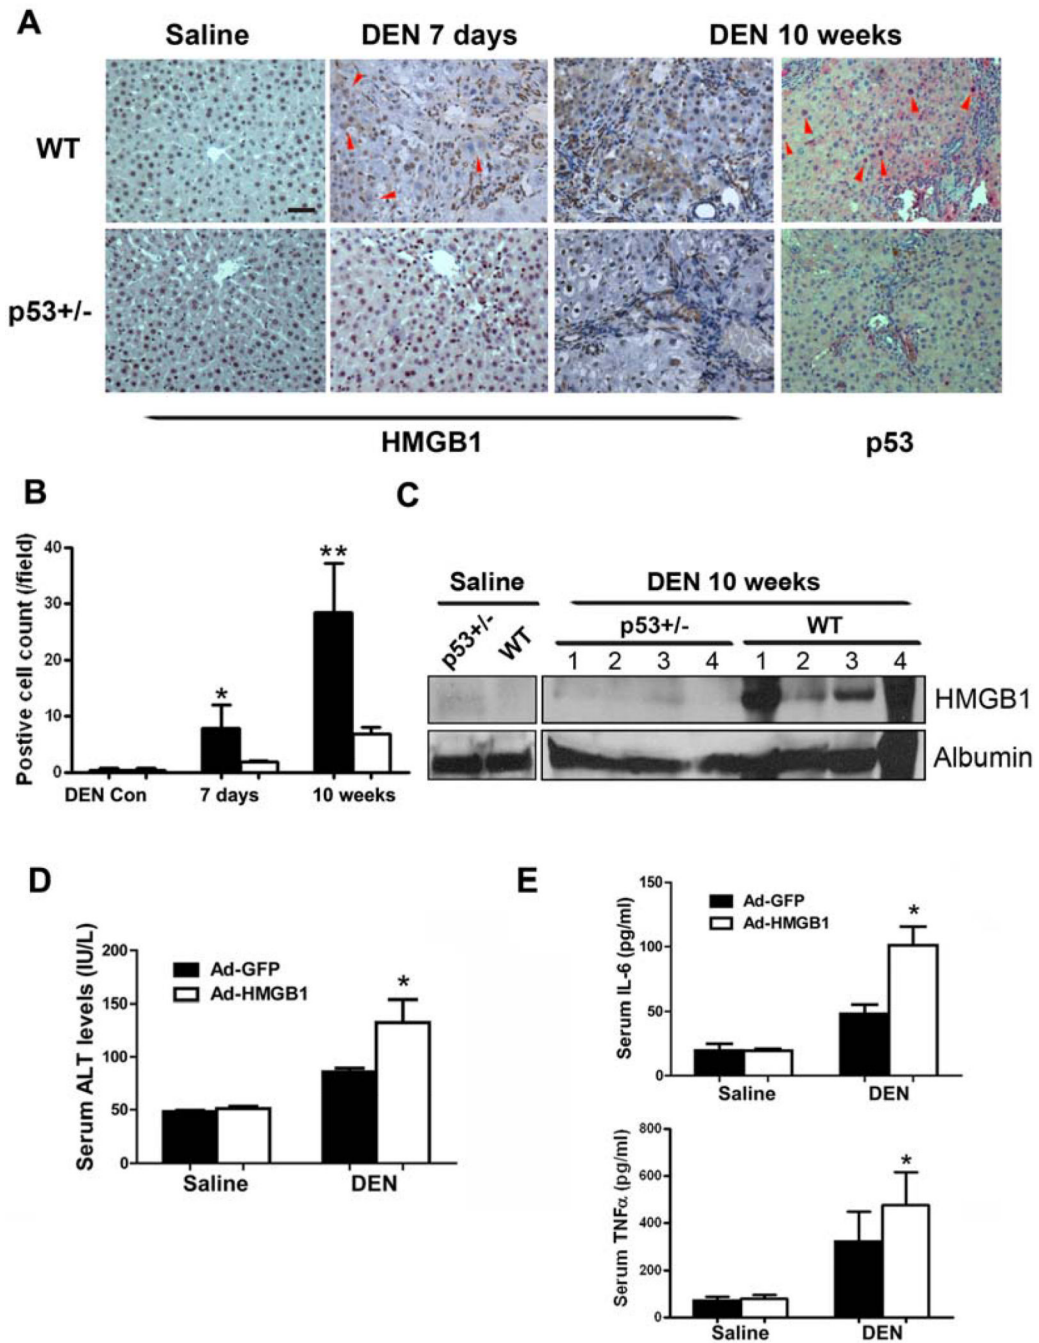 A
Saline DEN 7 days DEN 10 weeks
WT
p53+/-
HMGB1 p53
B
Postive cell count (/field)
40
30
20
10
0
* **
DEN Con 7 days 10 weeks
C
Saline DEN 10 weeks
p53+/- WT p53+/- WT
1 2 3 4 1 2 3 4
HMGB1
Albumin
D
Serum ALT levels (IU/L)
200
150
100
50
0
Ad-GFP
Ad-HMGB1
*
Saline DEN
E
Serum IL-6 (pg/ml)
150
100
50
0
Ad-GFP
Ad-HMGB1
*
Saline DEN
Serum TNFα (pg/ml)
800
600
400
200
0
*
Saline DEN